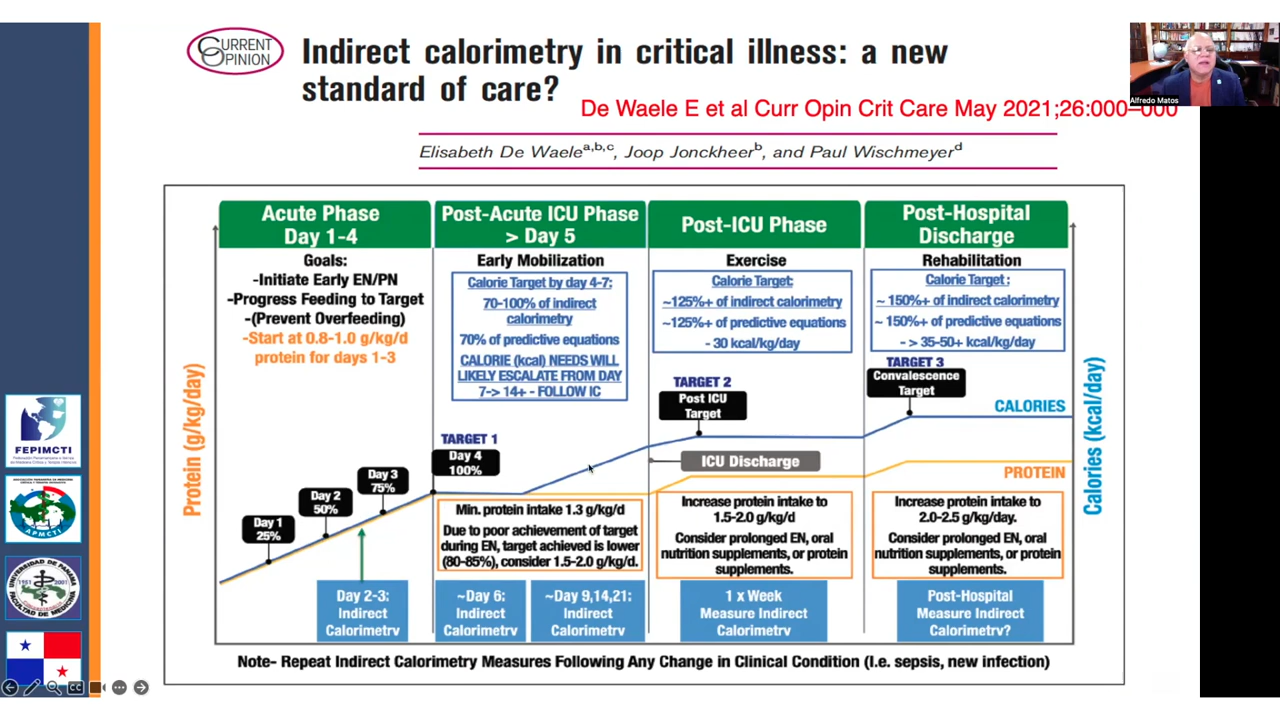 CURRENT
OPINION
Indirect calorimetry in critical illness: a new
standard of care?
De Waele E et al Curr Opin Crit Care May 2021;26:000–000
Elisabeth De Waele^a,b,c, Joop Jonckheer^b, and Paul Wischmeyer^d
Alfredo Matos
Acute Phase
Day 1-4
Goals:
-Initiate Early EN/PN
-Progress Feeding to Target
-(Prevent Overfeeding)
-Start at 0.8-1.0 g/kg/d
protein for days 1-3
Post-Acute ICU Phase
> Day 5
Early Mobilization
Calorie Target by day 4-7:
70-100% of indirect
calorimetry
70% of predictive equations
CALORIE (kcal) NEEDS WILL
LIKELY ESCALATE FROM DAY
7-> 14+ - FOLLOW IC
Post-ICU Phase
Exercise
Calorie Target:
~125%+ of indirect calorimetry
~125%+ of predictive equations
- 30 kcal/kg/day
Post-Hospital
Discharge
Rehabilitation
Calorie Target :
~ 150%+ of indirect calorimetry
~ 150%+ of predictive equations
- > 35-50+ kcal/kg/day
Protein (g/kg/day)
Calories (kcal/day)
Day 1
25%
Day 2
50%
Day 3
75%
TARGET 1
Day 4
100%
TARGET 2
Post ICU
Target
TARGET 3
Convalescence
Target
CALORIES
ICU Discharge
PROTEIN
Min. protein intake 1.3 g/kg/d
Due to poor achievement of target
during EN, target achieved is lower
(80-85%), consider 1.5-2.0 g/kg/d.
Increase protein intake to
1.5-2.0 g/kg/d
Consider prolonged EN, oral
nutrition supplements, or protein
supplements.
Increase protein intake to
2.0-2.5 g/kg/day.
Consider prolonged EN, oral
nutrition supplements, or protein
supplements.
Day 2-3:
Indirect
Calorimetry
~Day 6:
Indirect
Calorimetry
~Day 9,14,21:
Indirect
Calorimetry
1 x Week
Measure Indirect
Calorimetry
Post-Hospital
Measure Indirect
Calorimetry?
Note- Repeat Indirect Calorimetry Measures Following Any Change in Clinical Condition (I.e. sepsis, new infection)
FEPIMCTI
APMCTI
UNIVERSIDAD DE PANAMA
FACULTAD DE MEDICINA
CC